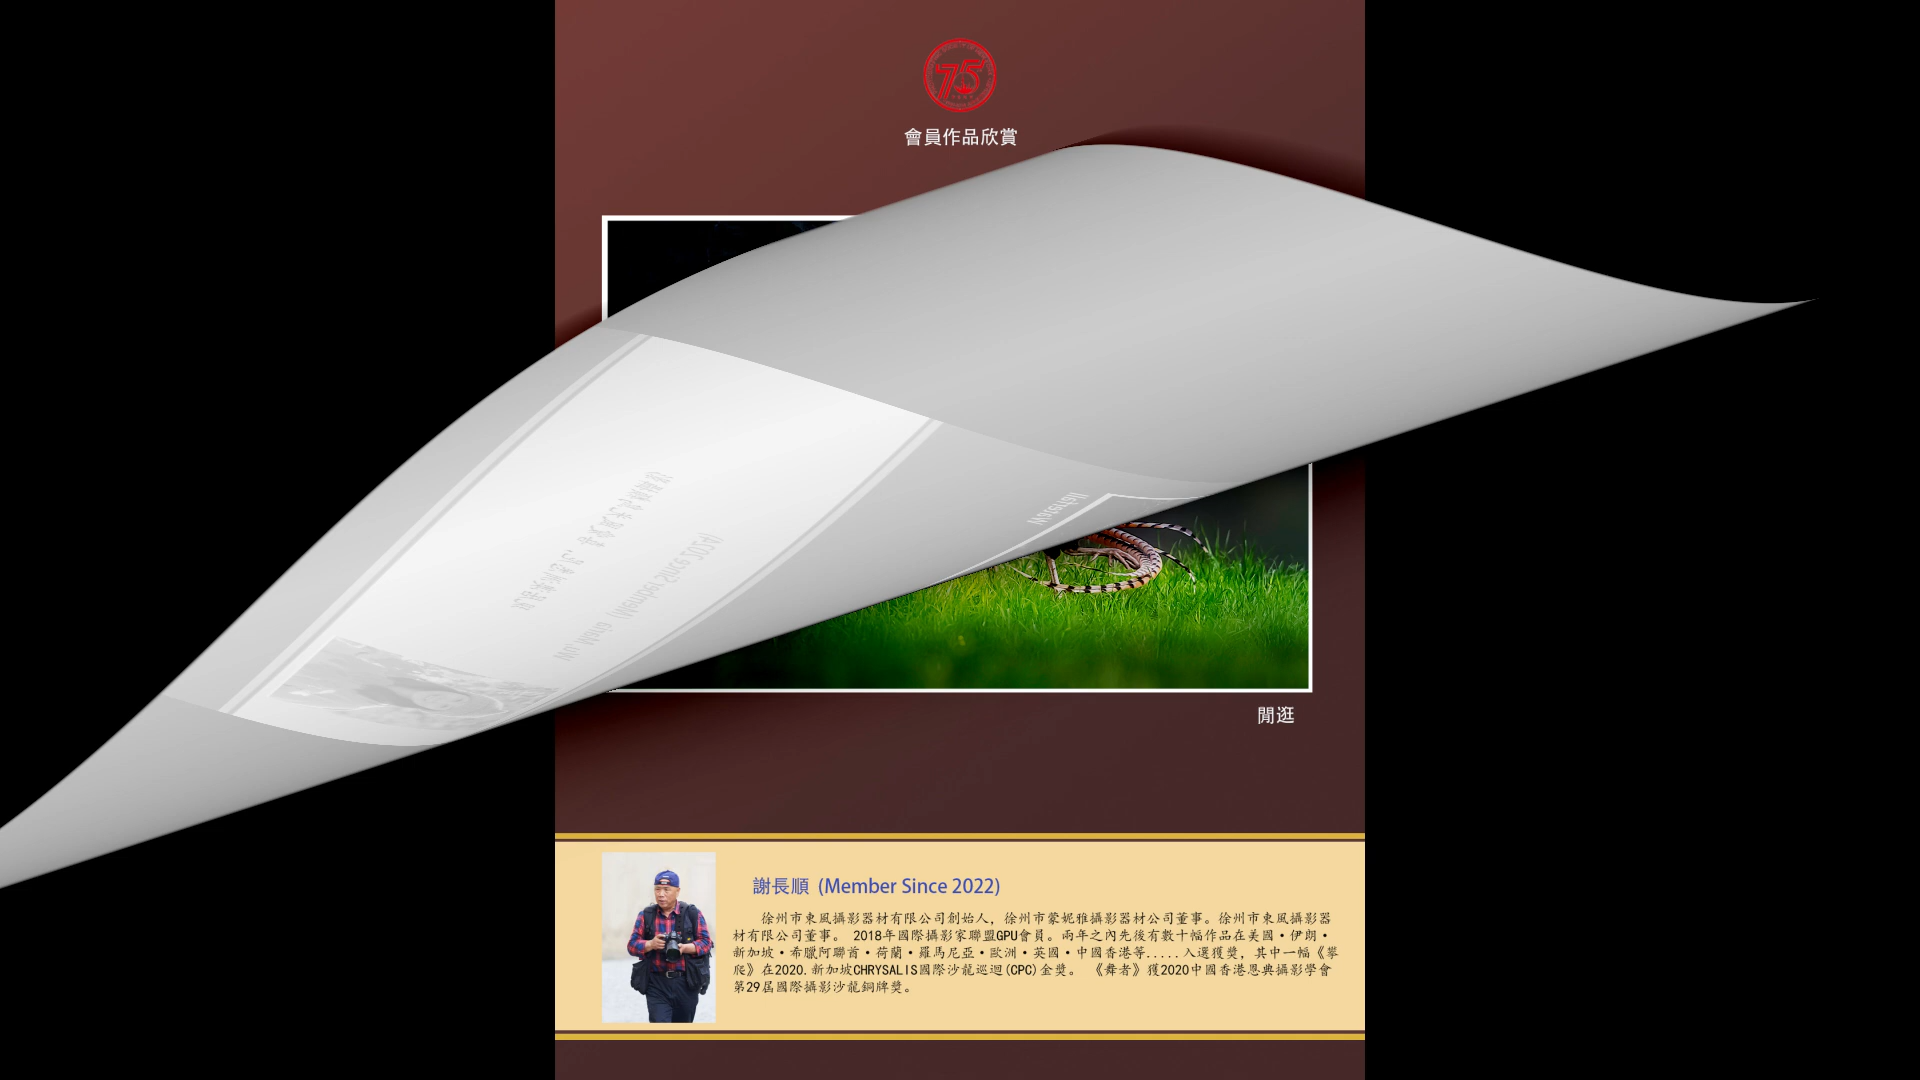 75
會員作品欣賞
Waterfall
(Member Since 2024)
閒逛
謝長順 (Member Since 2022)
徐州市東風攝影器材有限公司創始人，徐州市蒙妮雅攝影器材公司董事。徐州市東風攝影器
材有限公司董事。 2018年國際攝影家聯盟GPU會員。兩年之內先後有數十幅作品在美國・伊朗・
新加坡・希臘阿聯酋・荷蘭・羅馬尼亞・歐洲・英國・中國香港等.....入選獲獎，其中一幅《攀
爬》在2020.新加坡CHRYSALIS國際沙龍巡迴(CPC)金獎。 《舞者》獲2020中國香港恩典攝影學會
第29屆國際攝影沙龍銅牌獎。